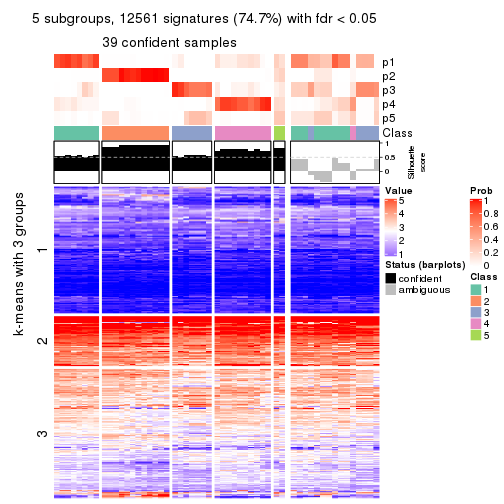 5 subgroups, 12561 signatures (74.7%) with fdr < 0.05
39 confident samples
p1
p2
p3
p4
p5
Class
1
0.5
0
Silhouette
score
k-means with 3 groups
1
2
3
Value
5
4
3
2
1
Status (barplots)
confident
ambiguous
Prob
1
0.8
0.6
0.4
0.2
0
Class
1
2
3
4
5